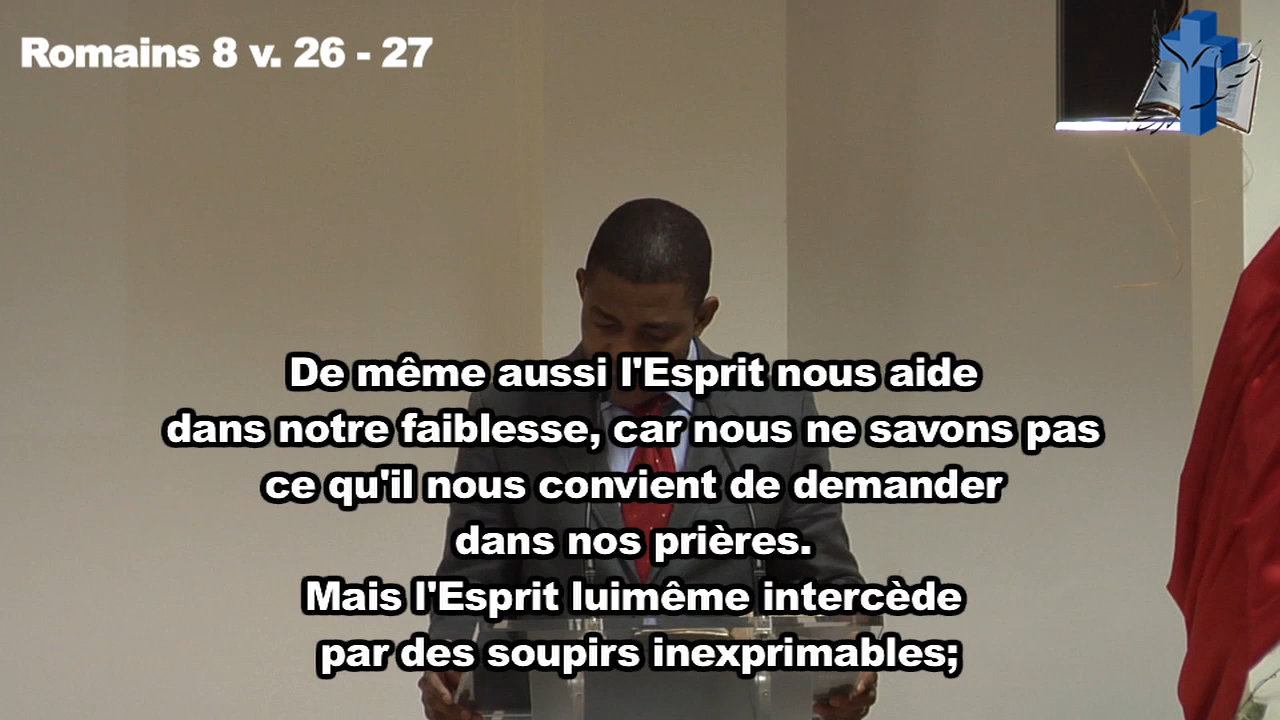 Romains 8 v. 26 - 27
De même aussi l'Esprit nous aide
dans notre faiblesse, car nous ne savons pas
ce qu'il nous convient de demander
dans nos prières.
Mais l'Esprit luimême intercède
par des soupirs inexprimables;